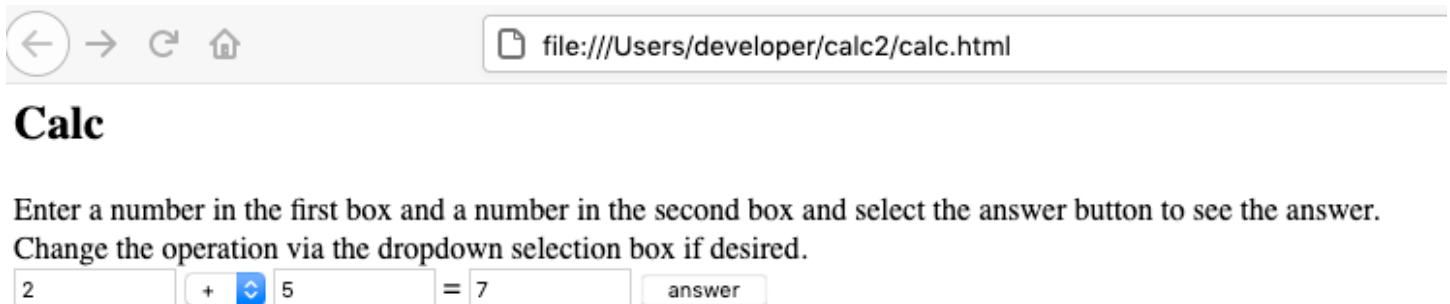 file:///Users/developer/calc2/calc.html
Calc
Enter a number in the first box and a number in the second box and select the answer button to see the answer.
Change the operation via the dropdown selection box if desired.
2 + 5 = 7 answer